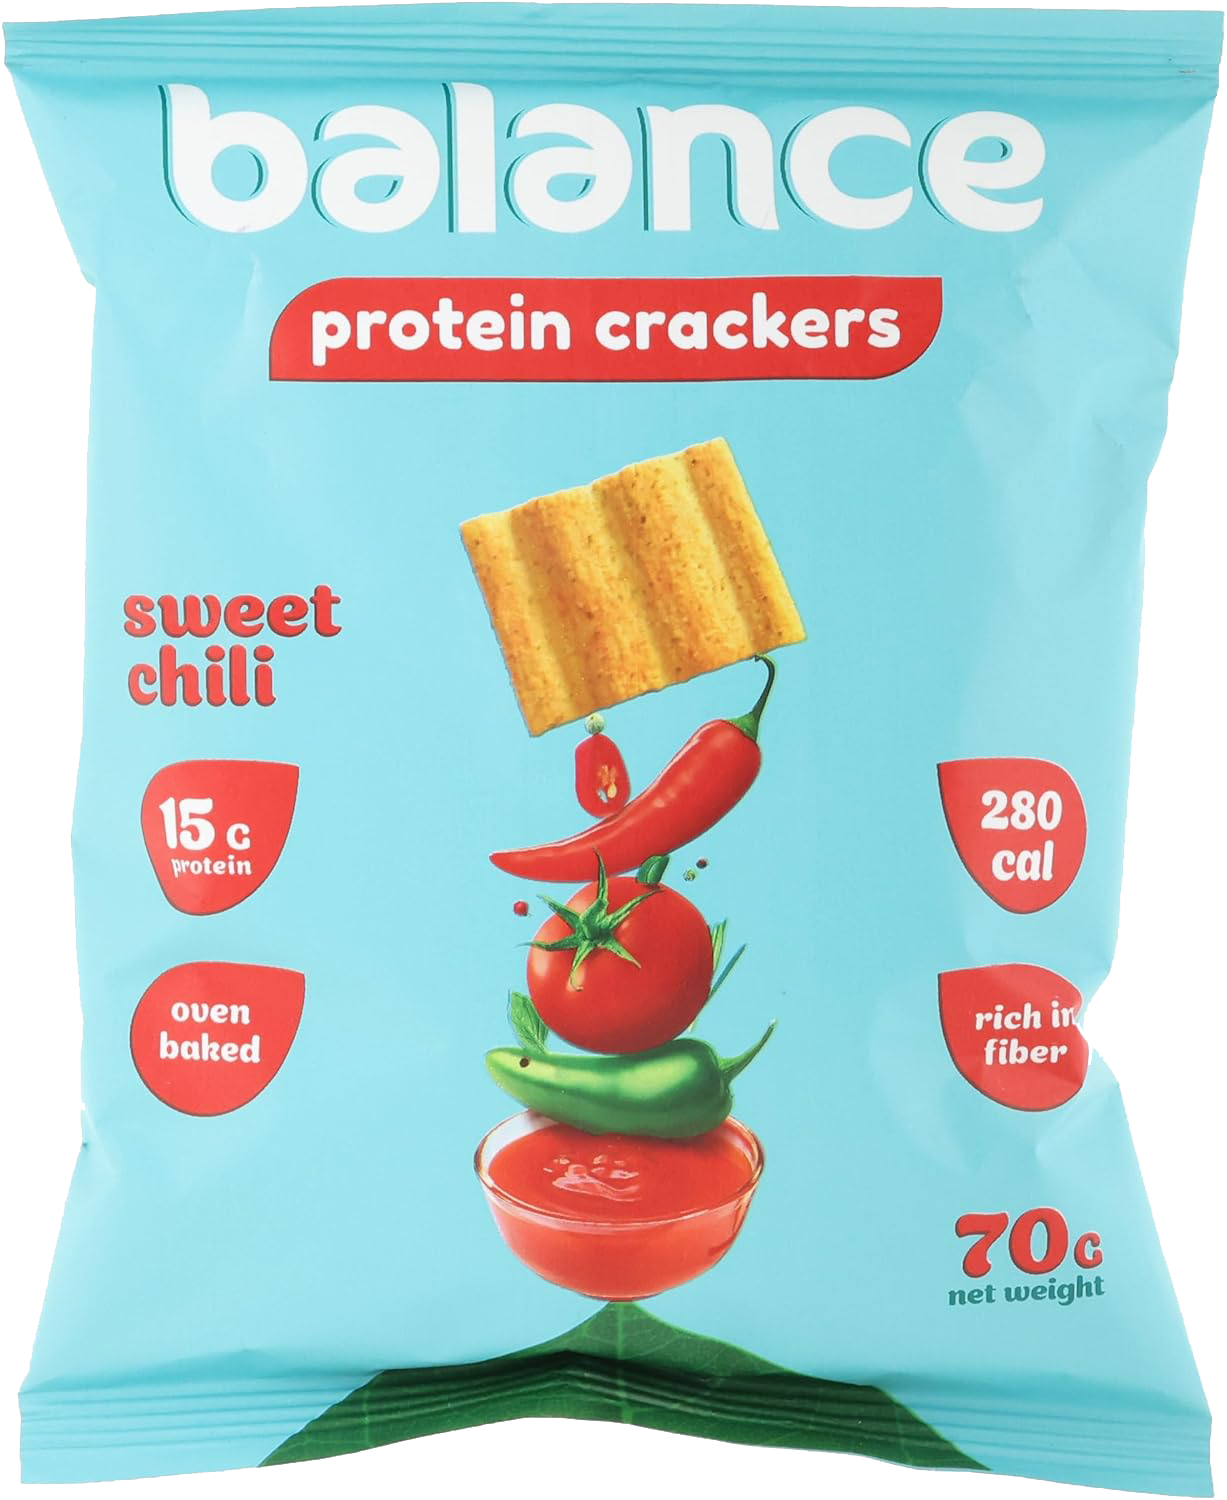 balance
protein crackers
sweet
chili
15 G
protein
280
cal
oven
baked
rich in
fiber
70G
net weight